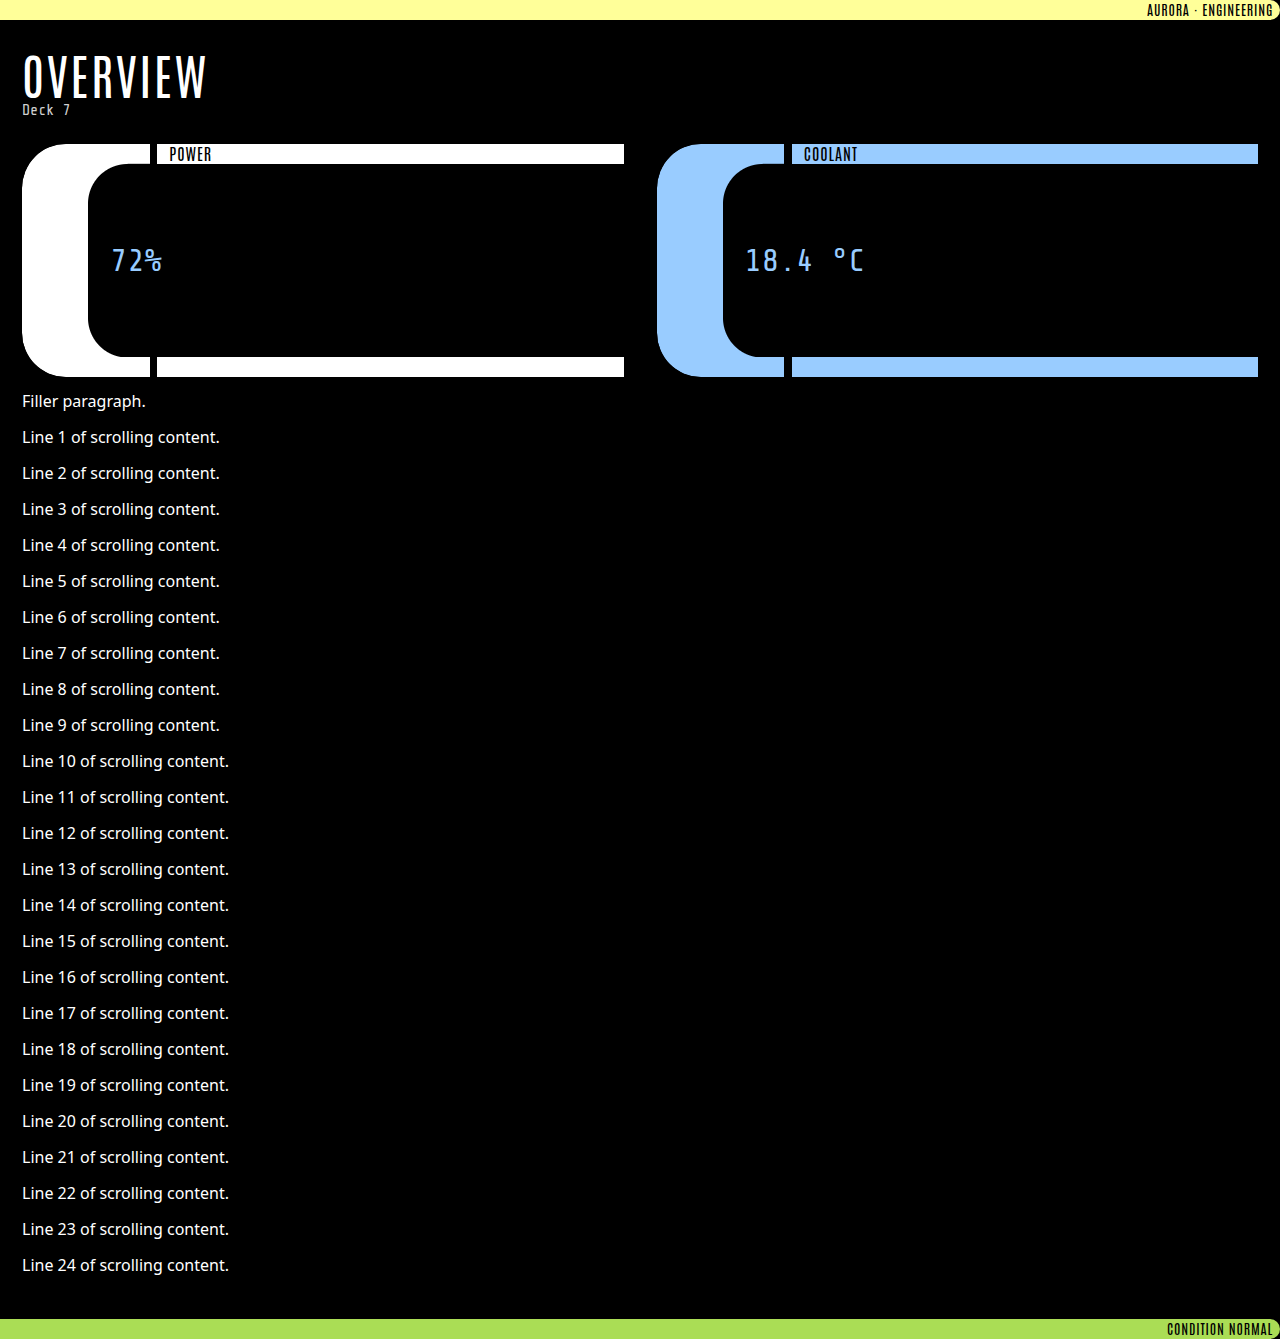 AURORA · ENGINEERING
OVERVIEW
Deck 7
POWER
COOLANT
72%
18.4 °C
Filler paragraph.
Line 1 of scrolling content.
Line 2 of scrolling content.
Line 3 of scrolling content.
Line 4 of scrolling content.
Line 5 of scrolling content.
Line 6 of scrolling content.
Line 7 of scrolling content.
Line 8 of scrolling content.
Line 9 of scrolling content.
Line 10 of scrolling content.
Line 11 of scrolling content.
Line 12 of scrolling content.
Line 13 of scrolling content.
Line 14 of scrolling content.
Line 15 of scrolling content.
Line 16 of scrolling content.
Line 17 of scrolling content.
Line 18 of scrolling content.
Line 19 of scrolling content.
Line 20 of scrolling content.
Line 21 of scrolling content.
Line 22 of scrolling content.
Line 23 of scrolling content.
Line 24 of scrolling content.
CONDITION NORMAL